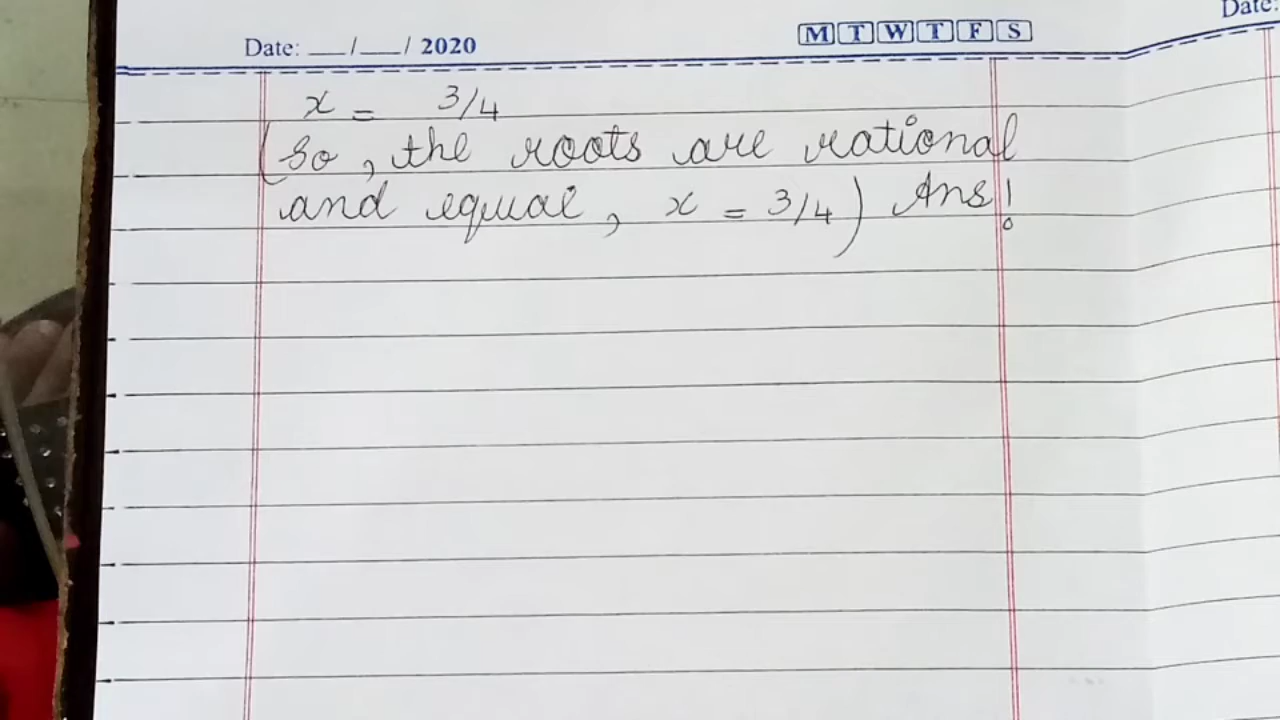 Date: __/__/ 2020 M T W T F S
Date:
x = 3/4
(So, the roots are rational
and equal, x = 3/4) Ans!